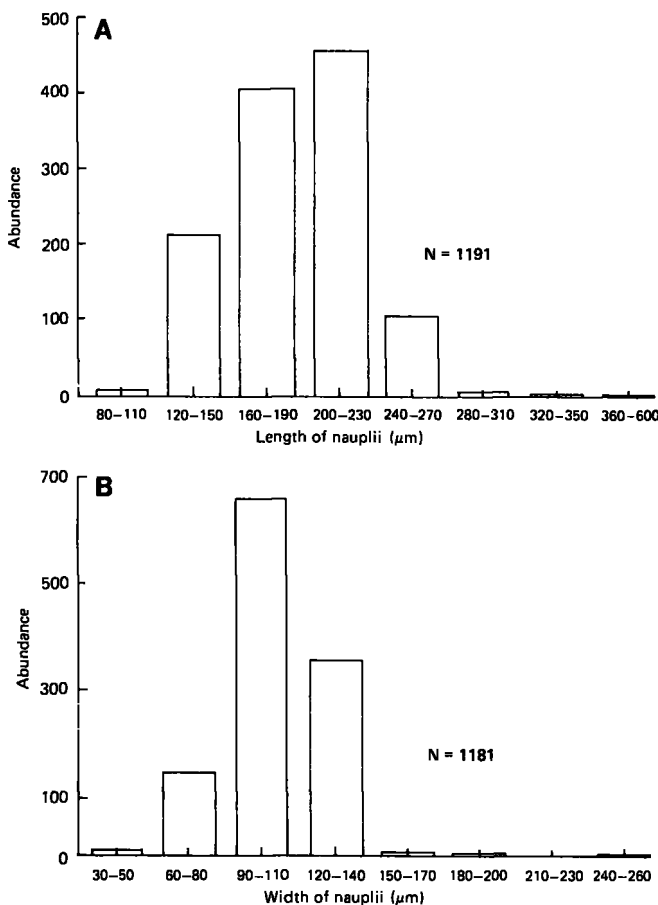 A
500
400
300
200
100
0
Abundance
N = 1191
80–110 120–150 160–190 200–230 240–270 280–310 320–350 360–600
Length of nauplii (μm)
B
700
500
300
100
0
Abundance
N = 1181
30–50 60–80 90–110 120–140 150–170 180–200 210–230 240–260
Width of nauplii (μm)